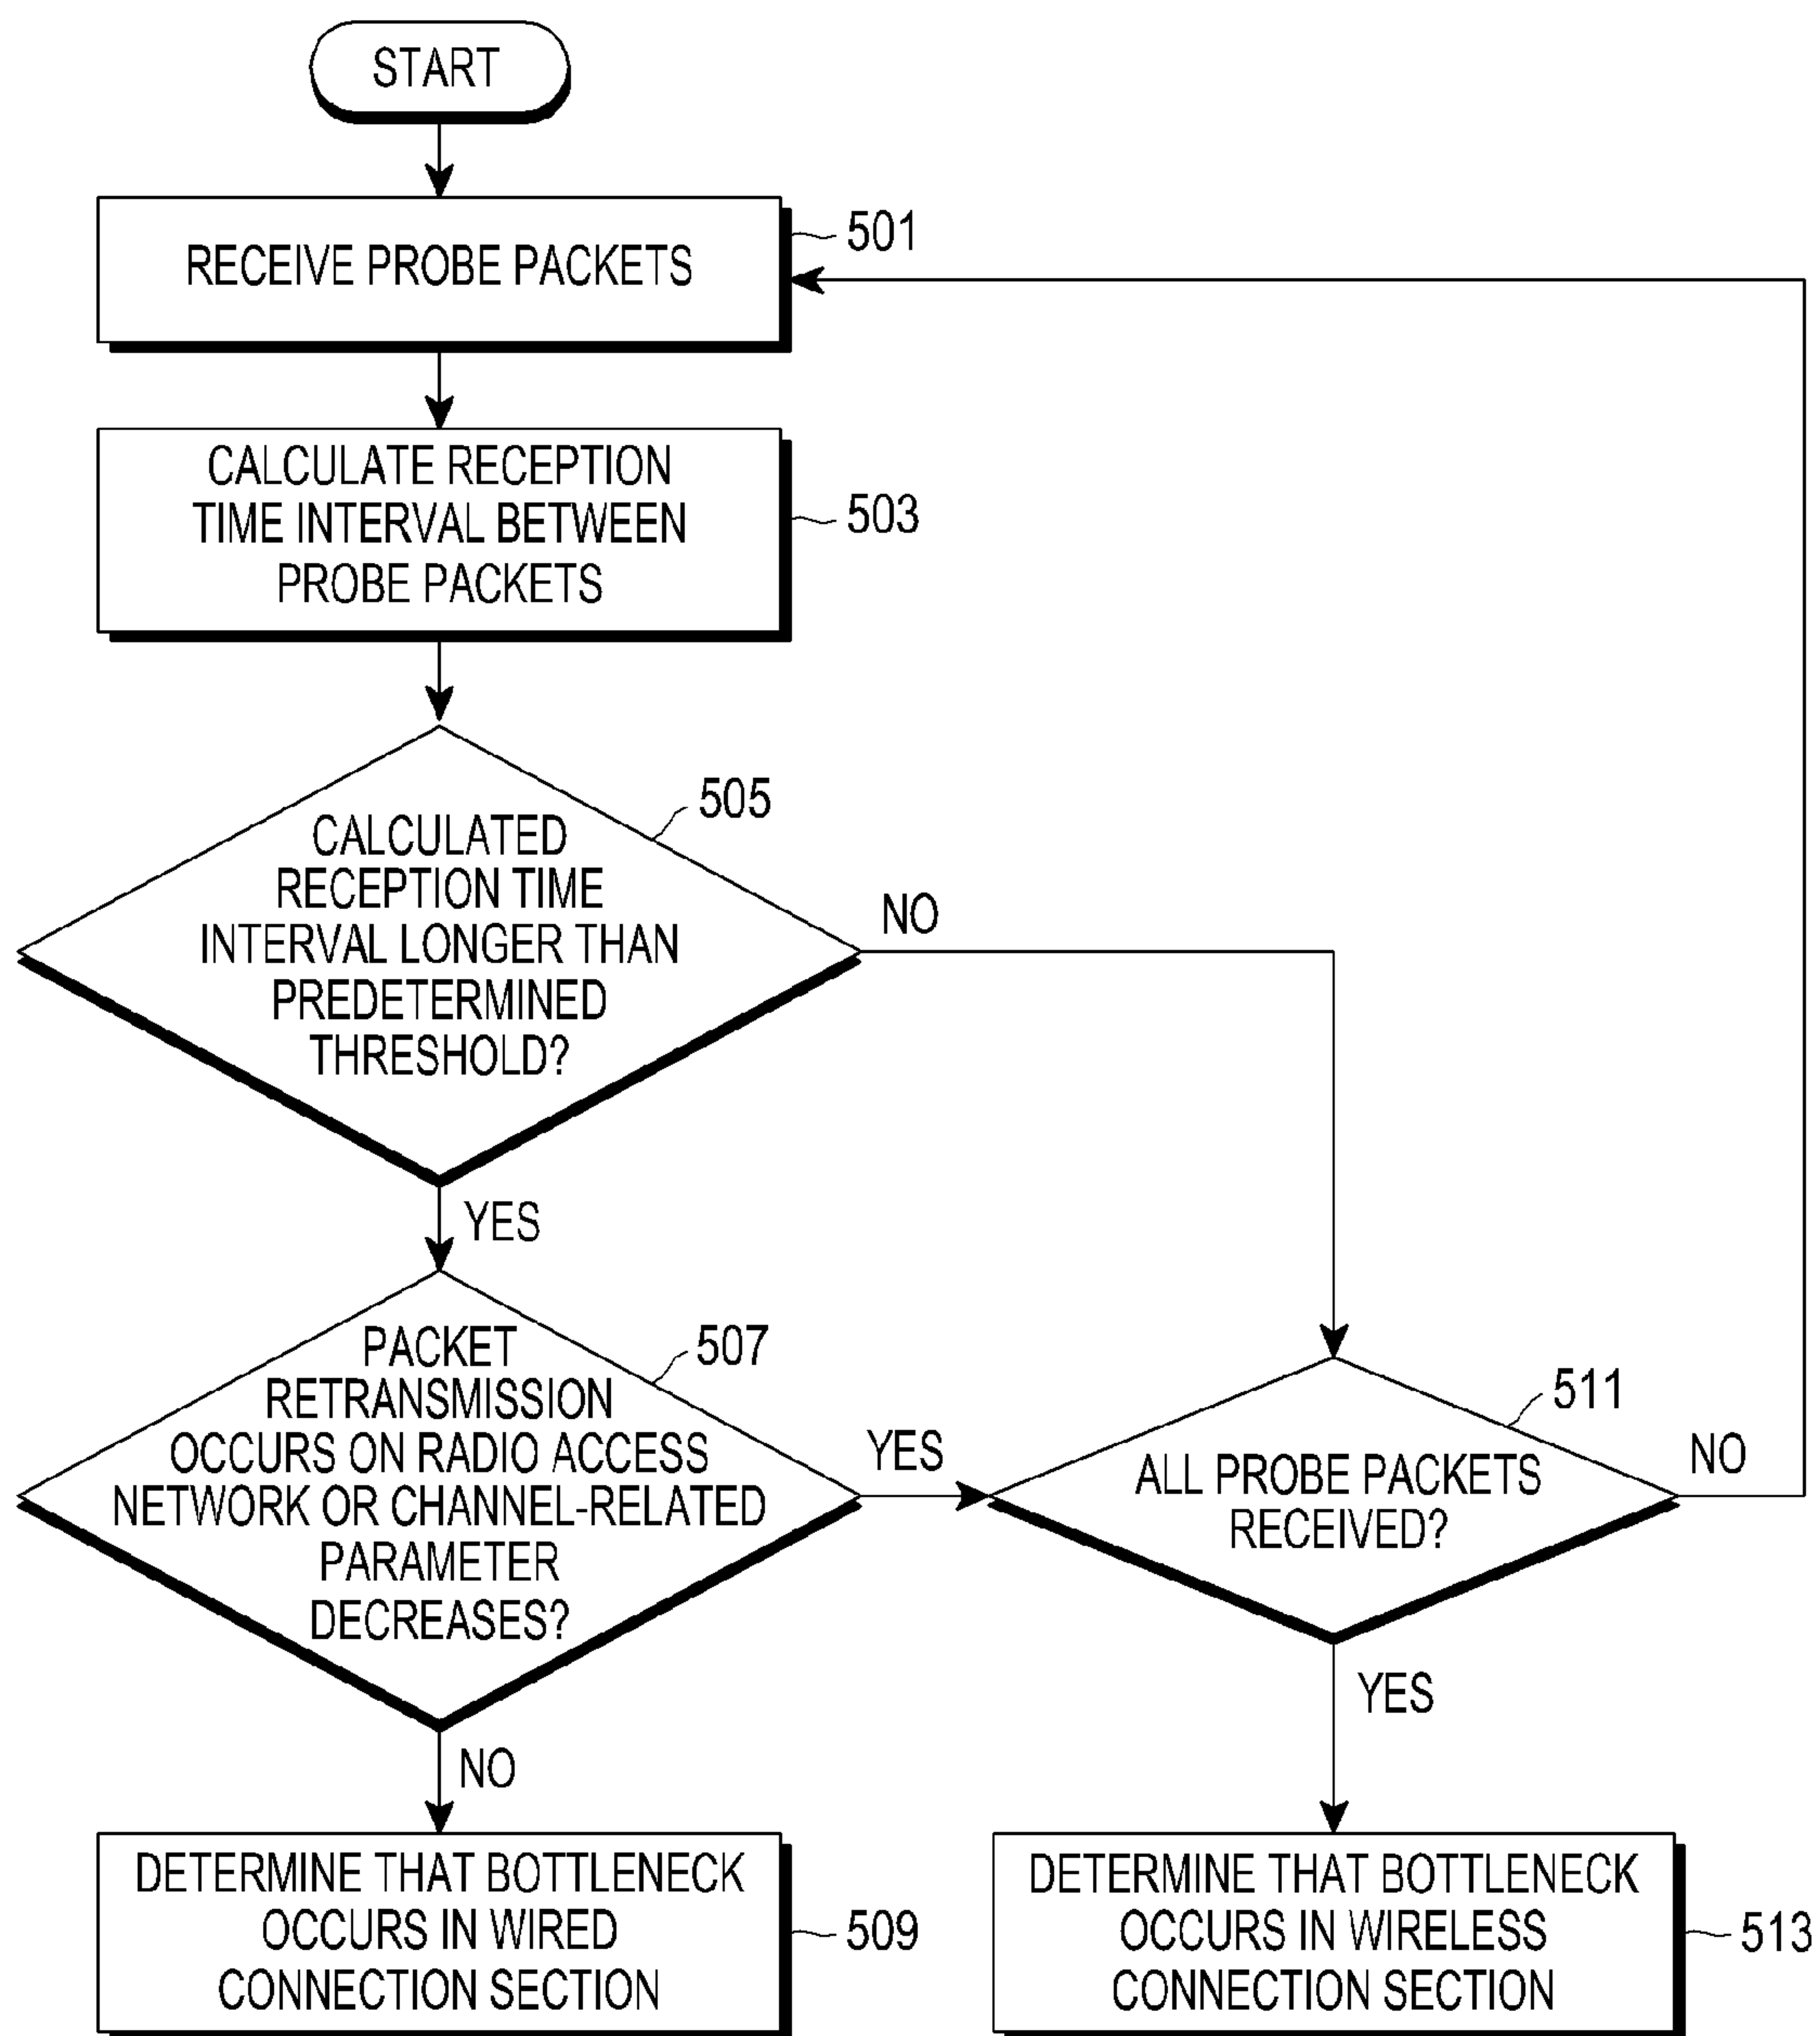 START
RECEIVE PROBE PACKETS
501
CALCULATE RECEPTION
TIME INTERVAL BETWEEN
PROBE PACKETS
503
CALCULATED
RECEPTION TIME
INTERVAL LONGER THAN
PREDETERMINED
THRESHOLD?
505
NO
YES
PACKET
RETRANSMISSION
OCCURS ON RADIO ACCESS
NETWORK OR CHANNEL-RELATED
PARAMETER
DECREASES?
507
YES
NO
ALL PROBE PACKETS
RECEIVED?
511
NO
YES
DETERMINE THAT BOTTLENECK
OCCURS IN WIRED
CONNECTION SECTION
509
DETERMINE THAT BOTTLENECK
OCCURS IN WIRELESS
CONNECTION SECTION
513